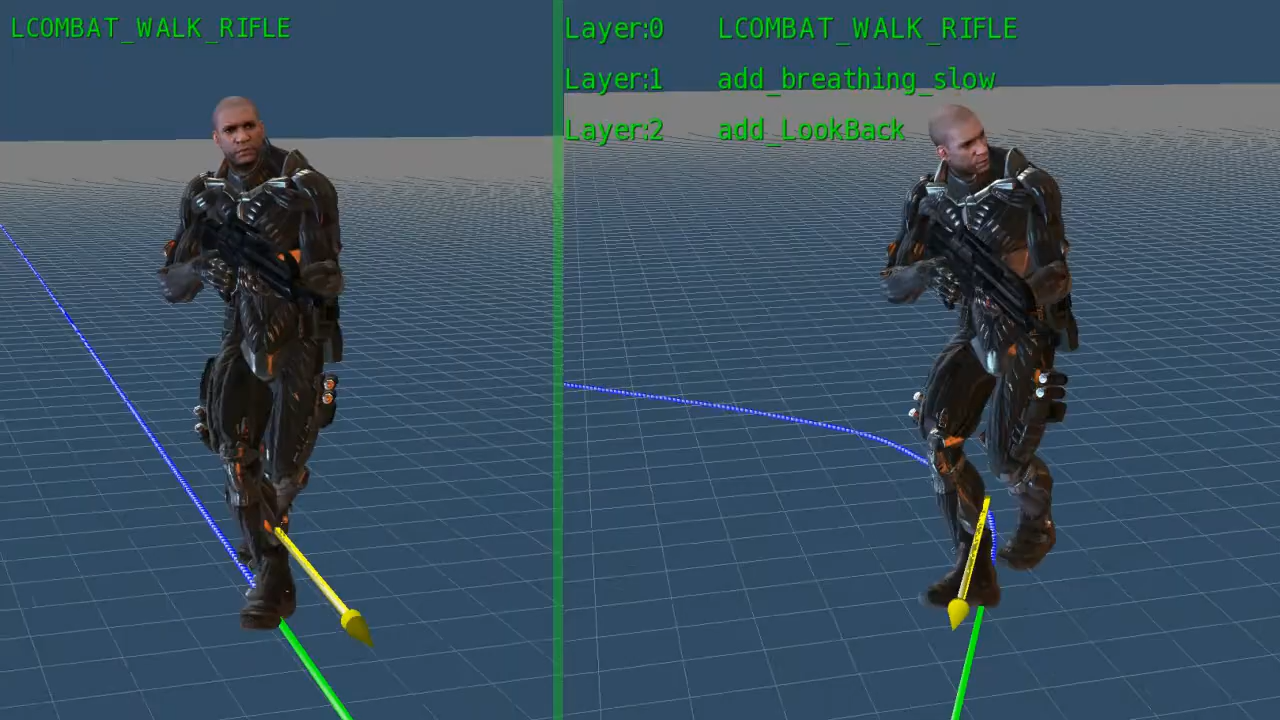 LCOMBAT_WALK_RIFLE
Layer:0 LCOMBAT_WALK_RIFLE
Layer:1 add_breathing_slow
Layer:2 add_LookBack